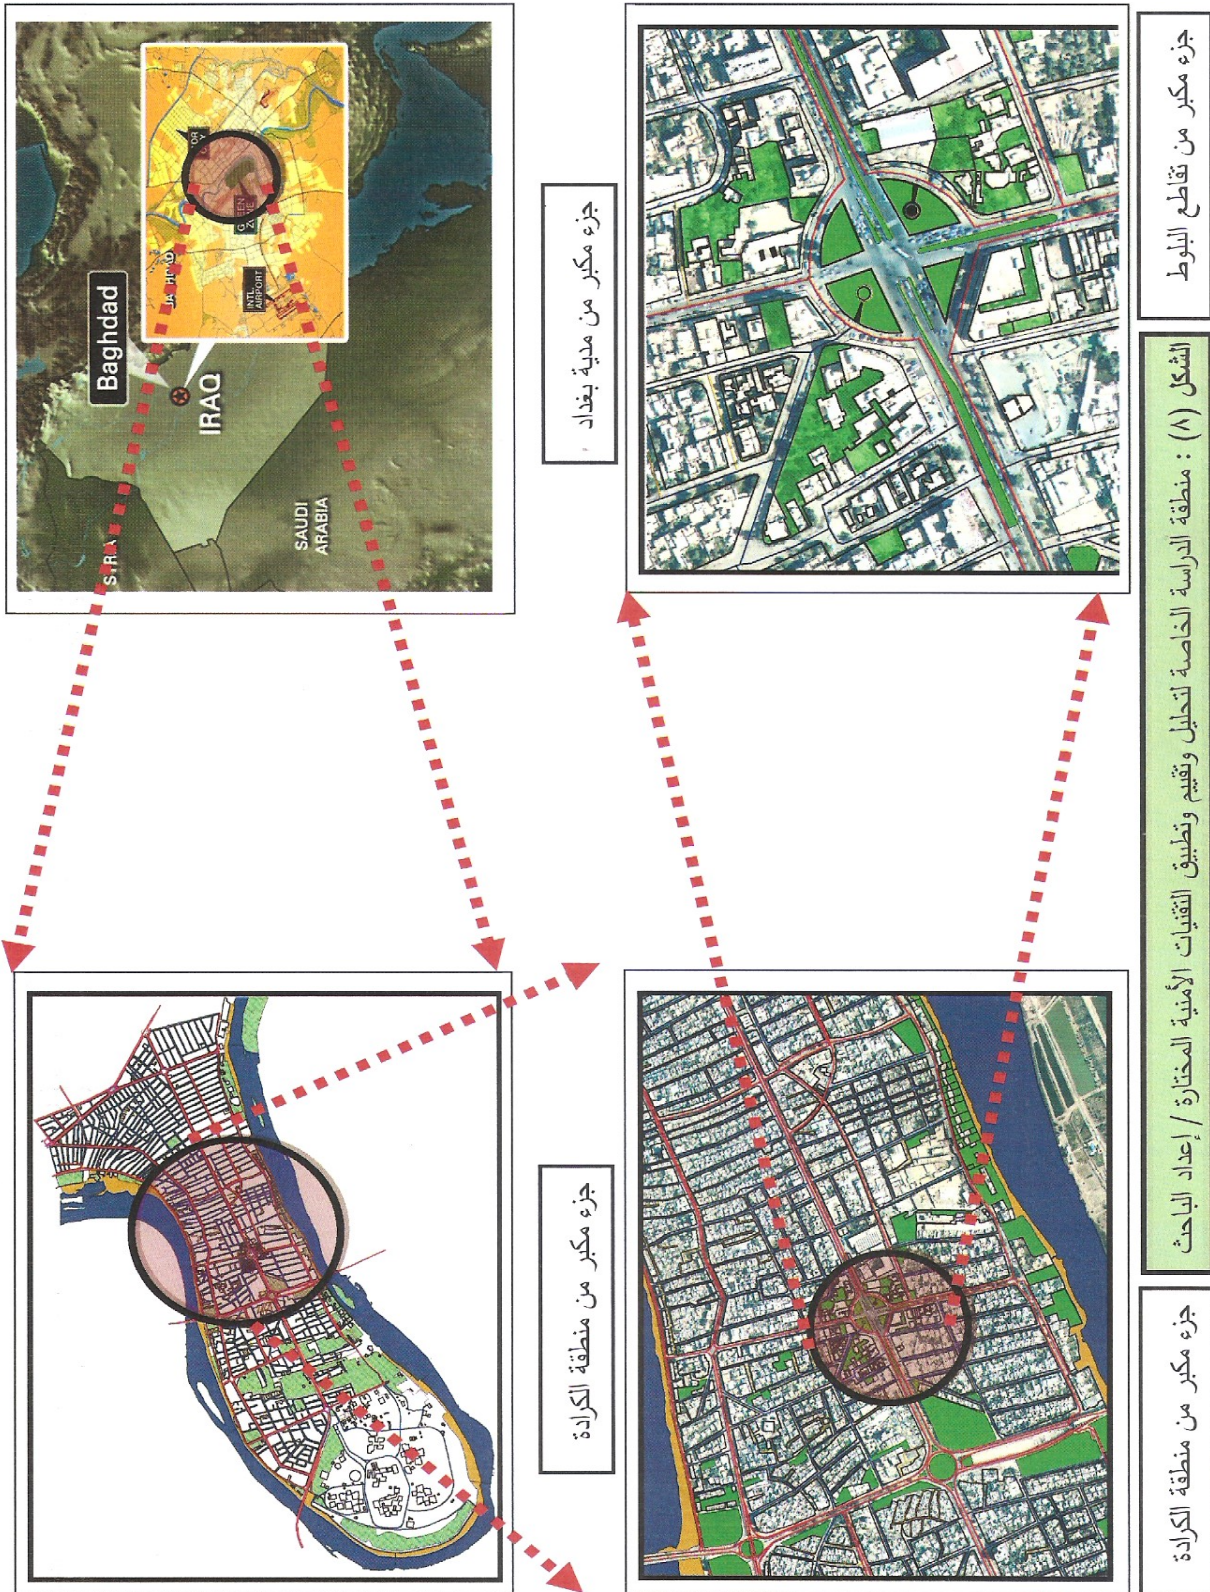 جزء مكبر من مدينة بغداد
جزء مكبر من منطقة الكرادة
جزء مكبر من تقاطع البلوط
جزء مكبر من منطقة الكرادة
الشكل (٨) : منطقة الدراسة الخاصة لتحليل وتقييم وتطبيق التقنيات الأمنية المختارة / إعداد الباحث
Baghdad
IRAQ
SAUDI
ARABIA
INTL
AIRPORT